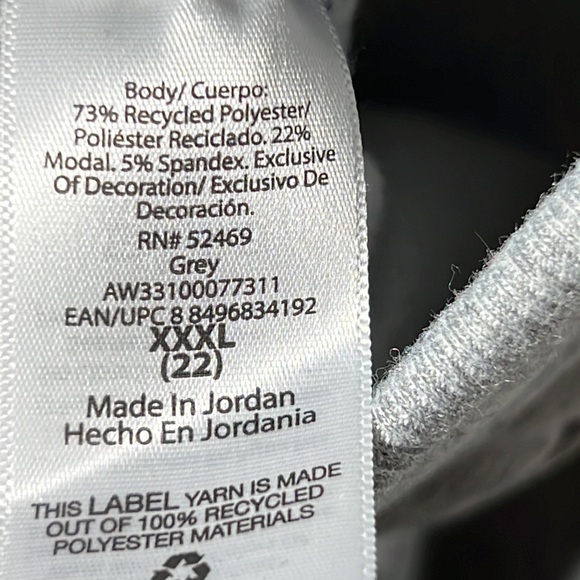 Body/ Cuerpo:
73% Recycled Polyester/
Poliéster Reciclado. 22%
Modal. 5% Spandex. Exclusive
Of Decoration/ Exclusivo De
Decoración.
RN# 52469
Grey
AW33100077311
EAN/UPC 8 8496834192
XXXL
(22)
Made In Jordan
Hecho En Jordania
THIS LABEL YARN IS MADE
OUT OF 100% RECYCLED
POLYESTER MATERIALS